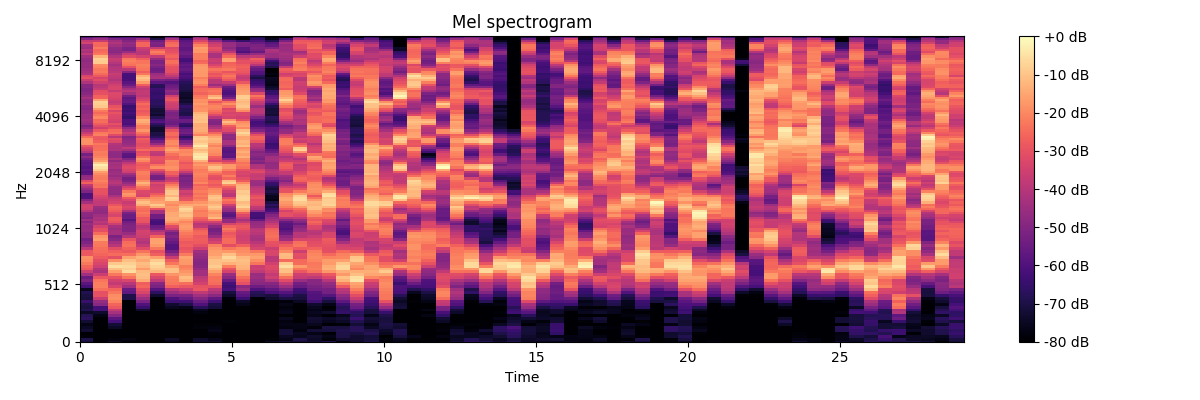 Mel spectrogram
Hz
8192
4096
2048
1024
512
0
0 5 10 15 20 25
Time
+0 dB
-10 dB
-20 dB
-30 dB
-40 dB
-50 dB
-60 dB
-70 dB
-80 dB